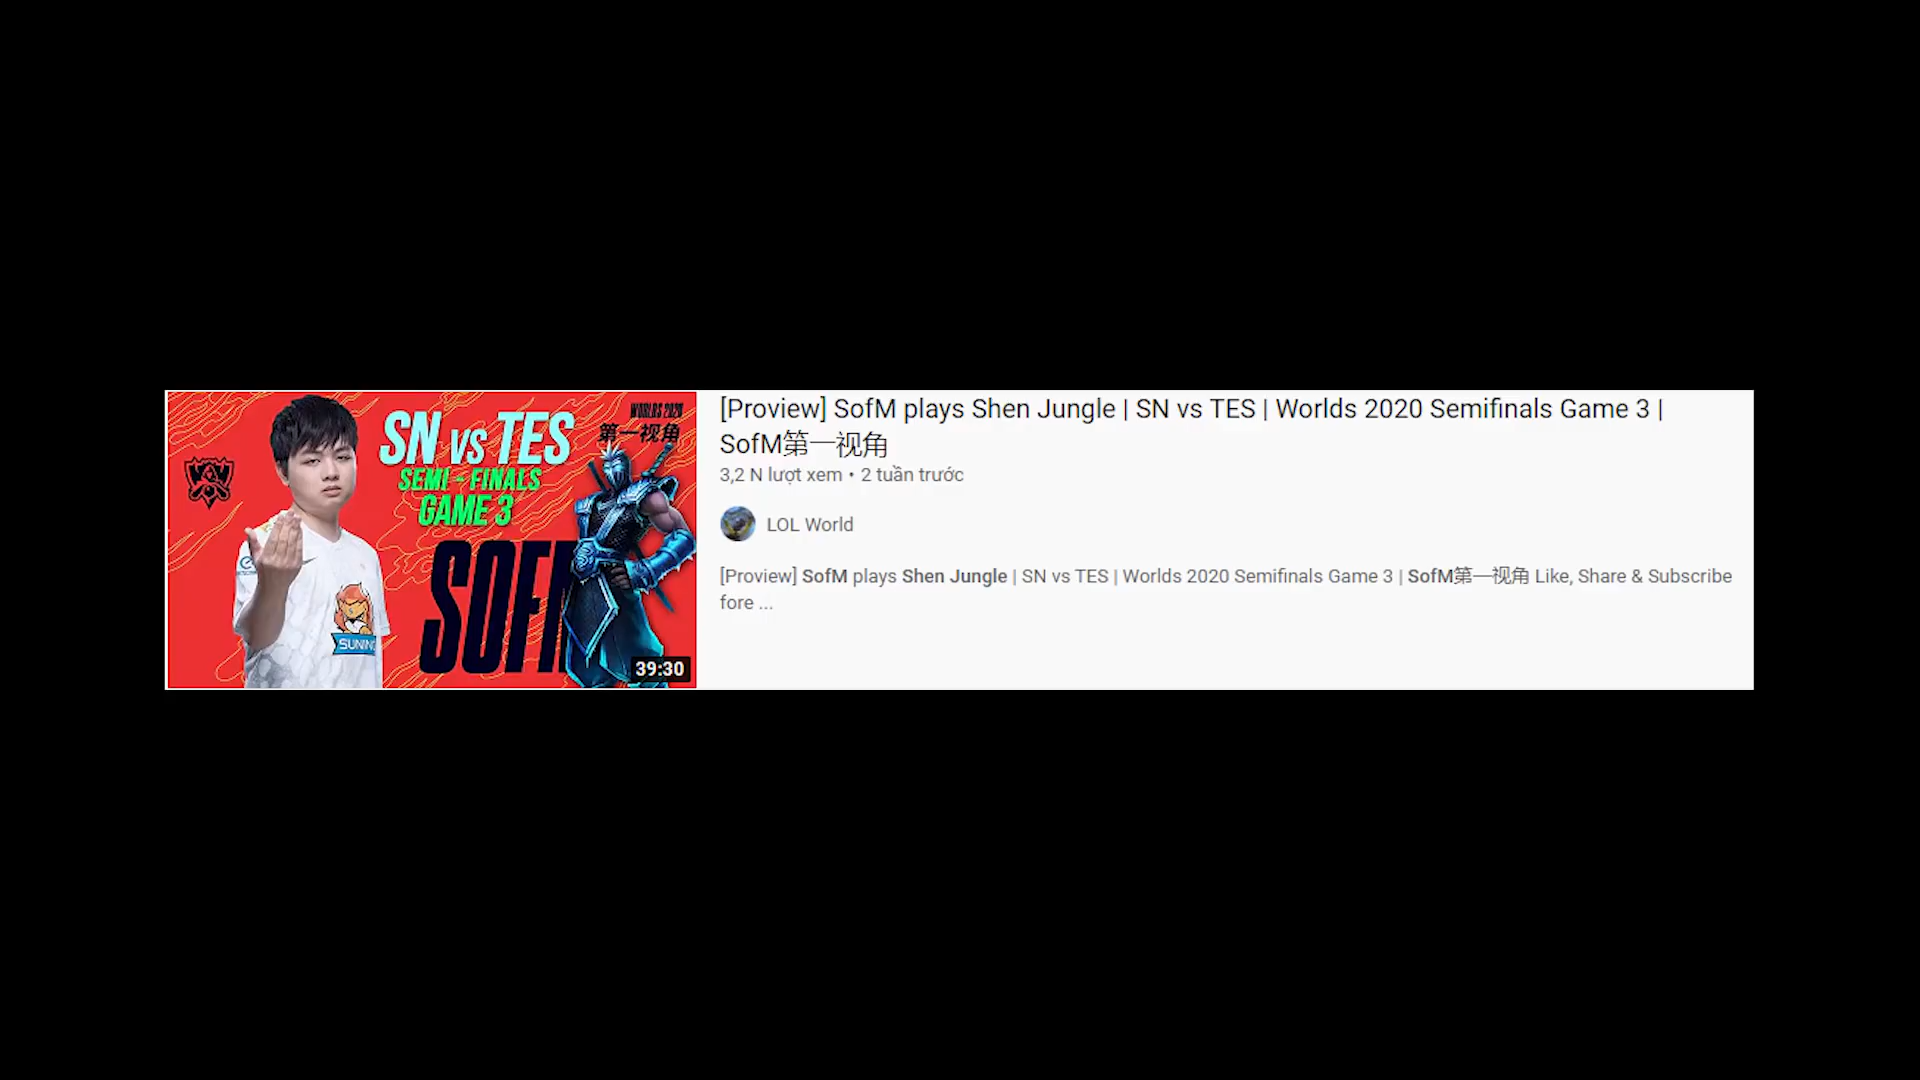 SN VS TES
SEMI - FINALS
GAME 3
WORLDS 2020
第一视角
SUNING
39:30
[Proview] SofM plays Shen Jungle | SN vs TES | Worlds 2020 Semifinals Game 3 |
SofM第一视角
3,2 N lượt xem • 2 tuần trước
LOL World
[Proview] SofM plays Shen Jungle | SN vs TES | Worlds 2020 Semifinals Game 3 | SofM第一视角 Like, Share & Subscribe
fore ...